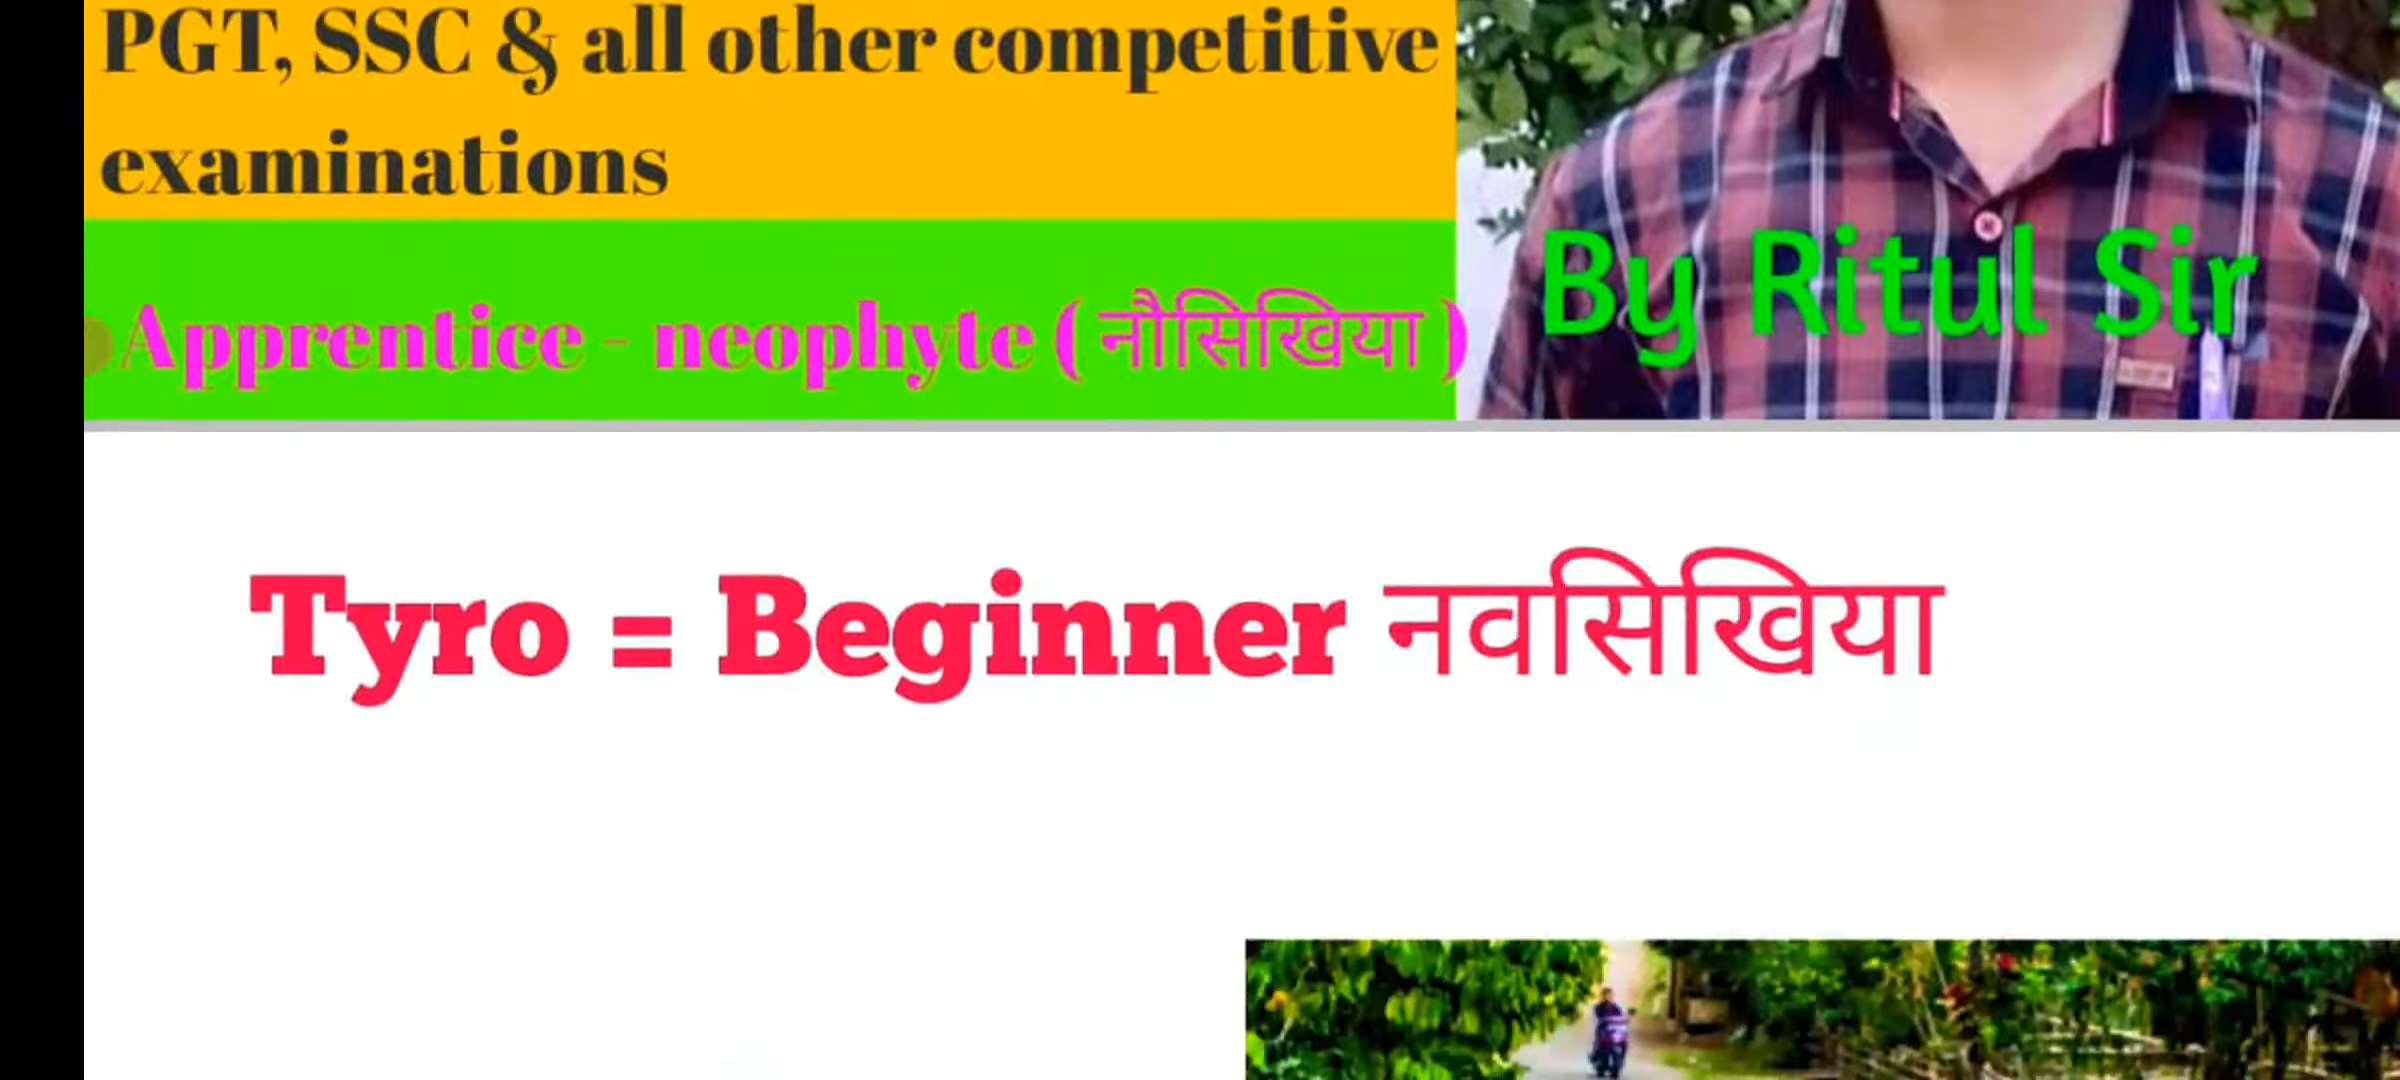 PGT, SSC & all other competitive
examinations
Apprentice - neophyte ( नौसिखिया )
By Ritul Sir
Tyro = Beginner नवसिखिया